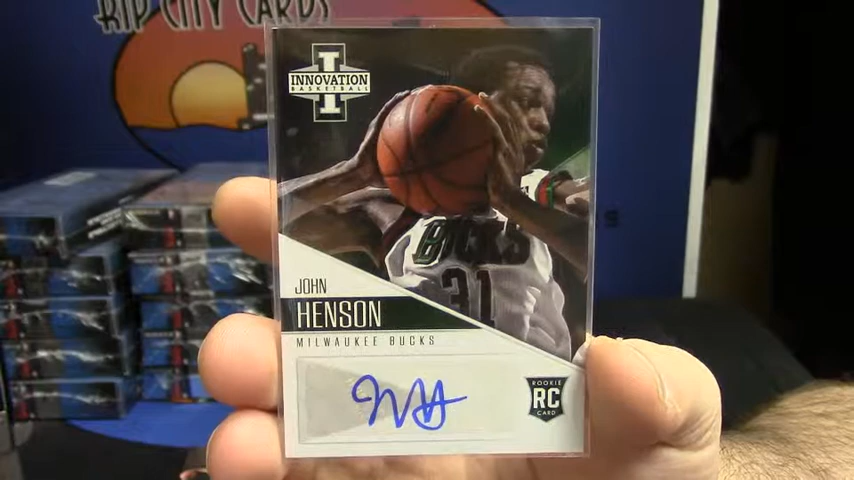 RIP CITY CARDS
I
INNOVATION
BASKETBALL
BUCKS
31
JOHN
HENSON
MILWAUKEE BUCKS
ROOKIE
RC
CARD